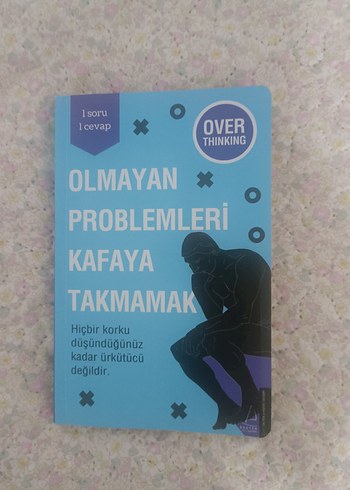 1 soru
1 cevap
OVER
THINKING
OLMAYAN
PROBLEMLERİ
KAFAYA
TAKMAMAK
Hiçbir korku
düşündüğünüz
kadar ürkütücü
değildir.